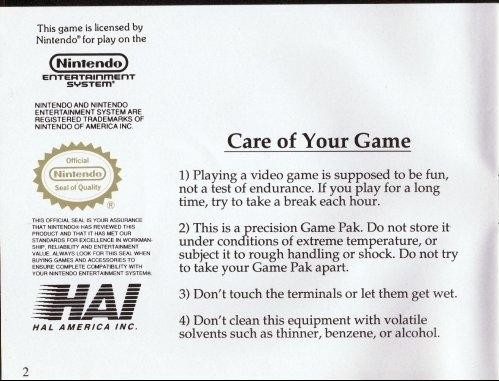 This game is licensed by
Nintendo® for play on the
Nintendo
ENTERTAINMENT
SYSTEM®
NINTENDO AND NINTENDO
ENTERTAINMENT SYSTEM ARE
REGISTERED TRADEMARKS OF
NINTENDO OF AMERICA INC.
Official
Nintendo
Seal of Quality
®
THIS OFFICIAL SEAL IS YOUR ASSURANCE
THAT NINTENDO® HAS REVIEWED THIS
PRODUCT AND THAT IT HAS MET OUR
STANDARDS FOR EXCELLENCE IN WORKMAN-
SHIP, RELIABILITY AND ENTERTAINMENT
VALUE. ALWAYS LOOK FOR THIS SEAL WHEN
BUYING GAMES AND ACCESSORIES TO
ENSURE COMPLETE COMPATIBILITY WITH
YOUR NINTENDO ENTERTAINMENT SYSTEM®.
HAL
HAL AMERICA INC.
2
Care of Your Game
1) Playing a video game is supposed to be fun,
not a test of endurance. If you play for a long
time, try to take a break each hour.
2) This is a precision Game Pak. Do not store it
under conditions of extreme temperature, or
subject it to rough handling or shock. Do not try
to take your Game Pak apart.
3) Don't touch the terminals or let them get wet.
4) Don't clean this equipment with volatile
solvents such as thinner, benzene, or alcohol.